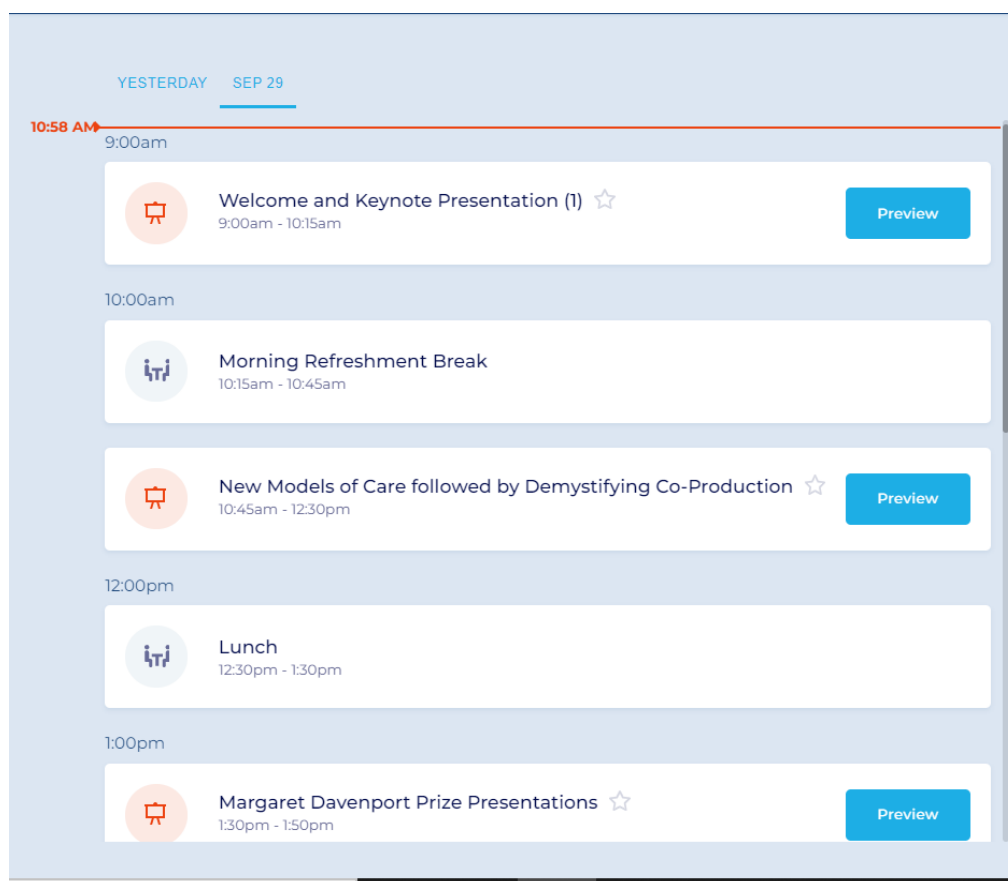 YESTERDAY SEP 29
10:58 AM
9:00am
Welcome and Keynote Presentation (1)
9:00am - 10:15am
Preview
10:00am
Morning Refreshment Break
10:15am - 10:45am
New Models of Care followed by Demystifying Co-Production
10:45am - 12:30pm
Preview
12:00pm
Lunch
12:30pm - 1:30pm
1:00pm
Margaret Davenport Prize Presentations
1:30pm - 1:50pm
Preview